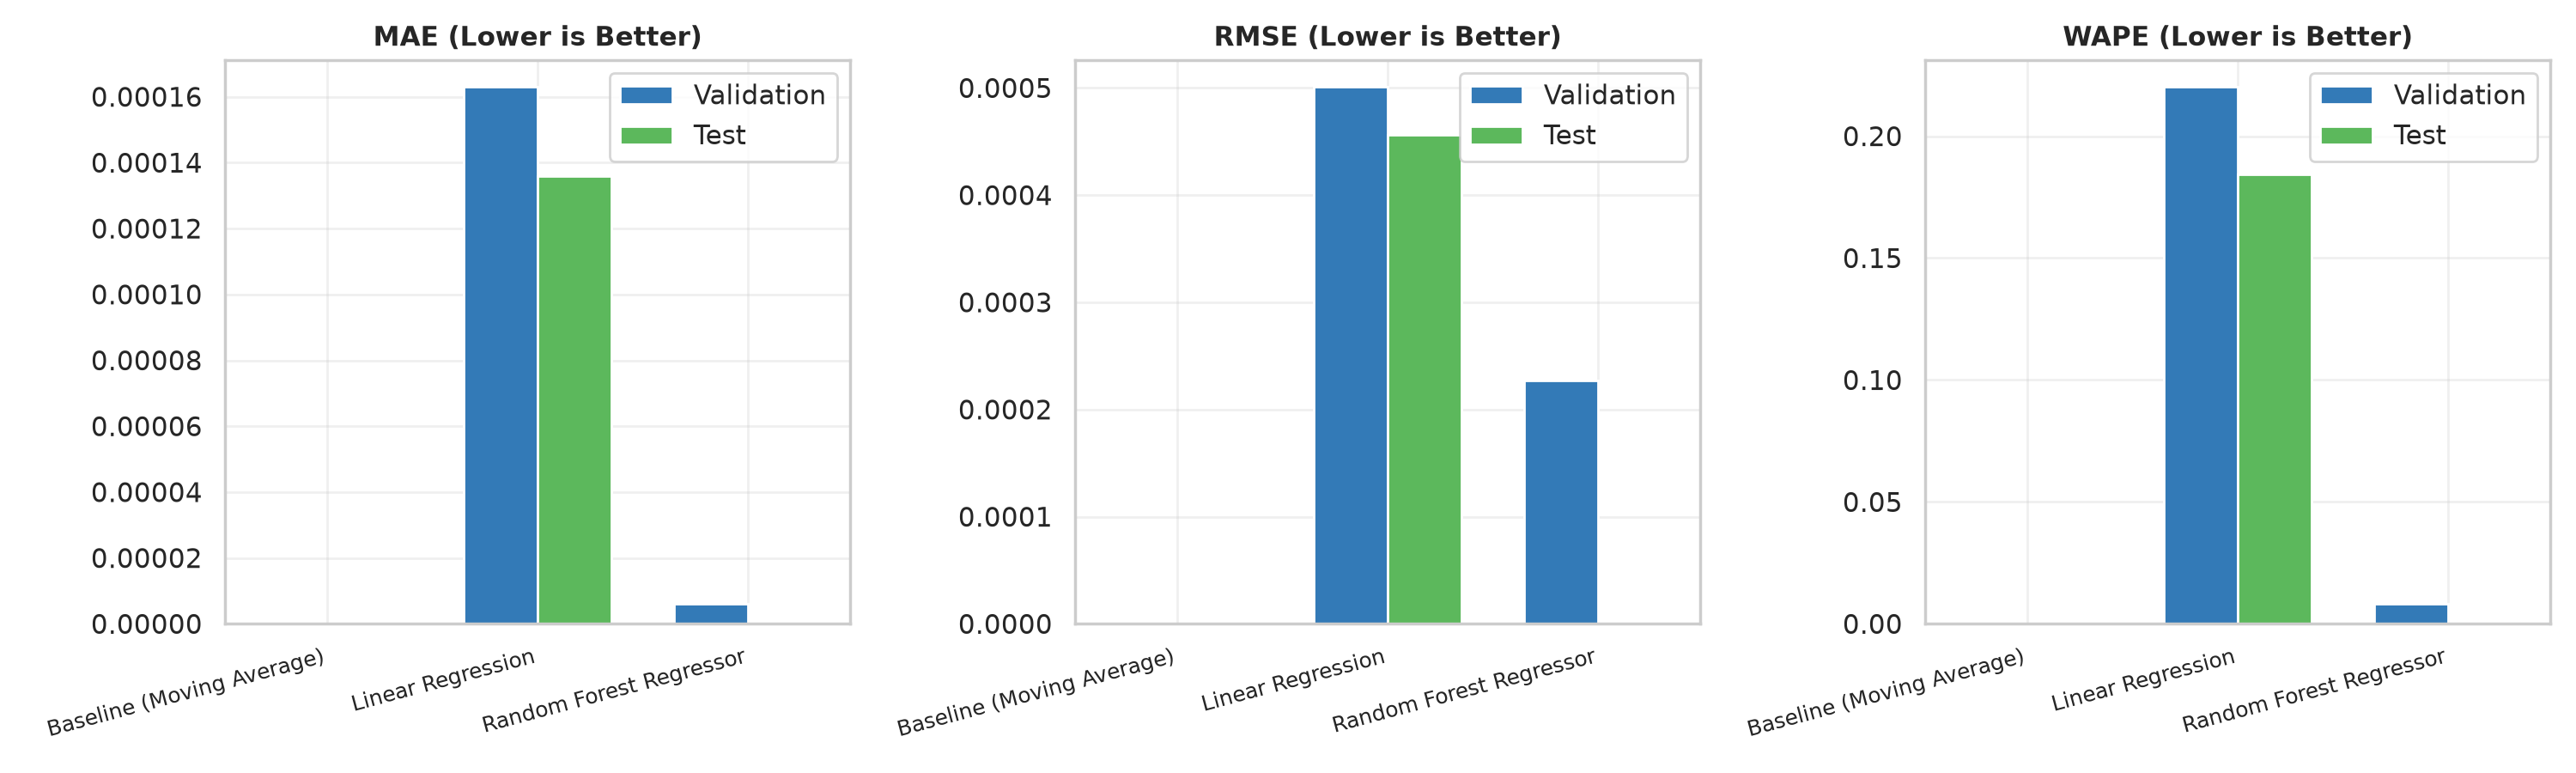 MAE (Lower is Better)
0.00016
0.00014
0.00012
0.00010
0.00008
0.00006
0.00004
0.00002
0.00000
Validation
Test
Baseline (Moving Average)
Linear Regression
Random Forest Regressor
RMSE (Lower is Better)
0.0005
0.0004
0.0003
0.0002
0.0001
0.0000
Validation
Test
Baseline (Moving Average)
Linear Regression
Random Forest Regressor
WAPE (Lower is Better)
0.20
0.15
0.10
0.05
0.00
Validation
Test
Baseline (Moving Average)
Linear Regression
Random Forest Regressor